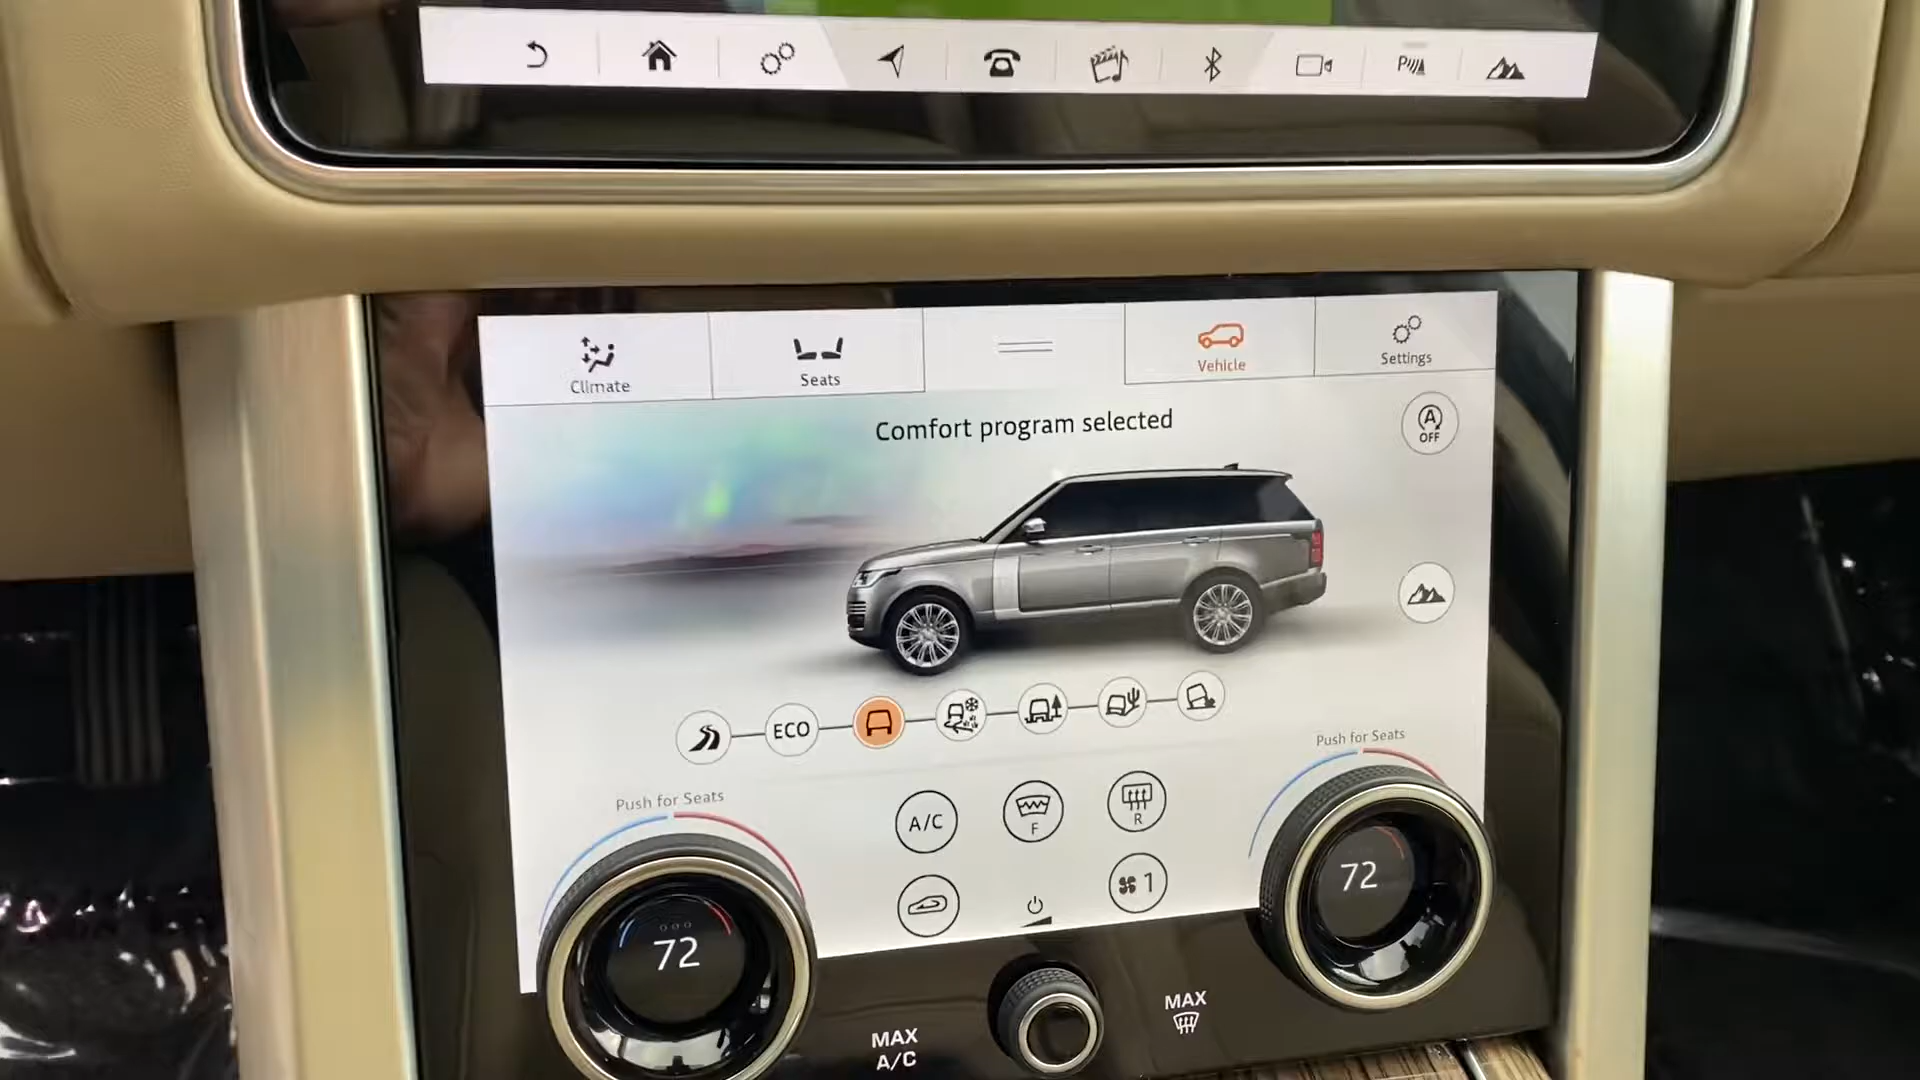 P
Climate
Seats
Vehicle
Settings
Comfort program selected
A
OFF
ECO
Push for Seats
Push for Seats
A/C
F
R
1
72
72
MAX
A/C
MAX